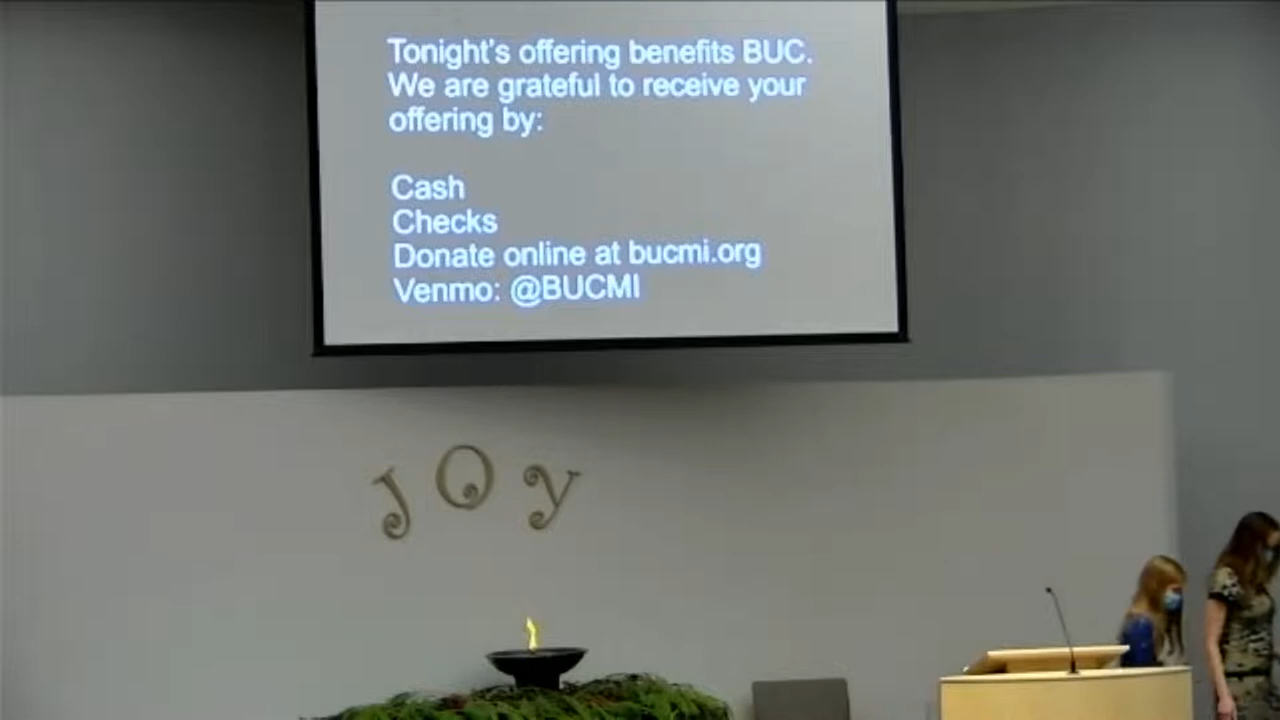 Tonight's offering benefits BUC.
We are grateful to receive your
offering by:
Cash
Checks
Donate online at bucmi.org
Venmo: @BUCMI
JOy